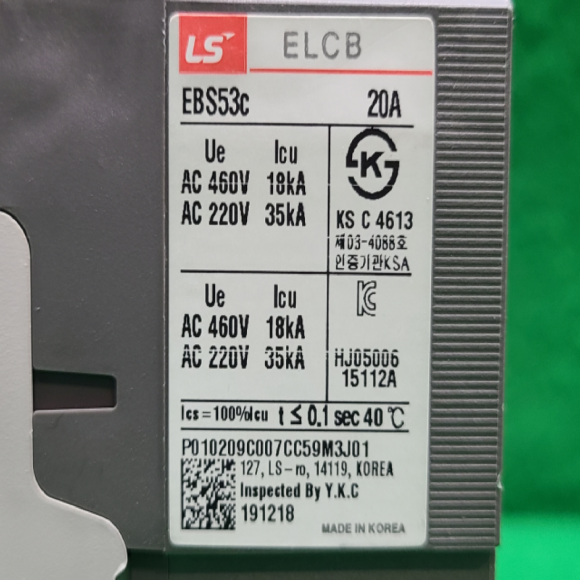 LS ELCB
EBS53c 20A
Ue Icu
AC 460V 18kA
AC 220V 35kA
KS C 4613
제03-4088호
인증기관KSA
Ue Icu
AC 460V 18kA
AC 220V 35kA
HJ05006
15112A
Ics=100%Icu t≤0.1 sec 40℃
P010209C007CC59M3J01
127, LS-ro, 14119, KOREA
Inspected By Y.K.C
191218
MADE IN KOREA